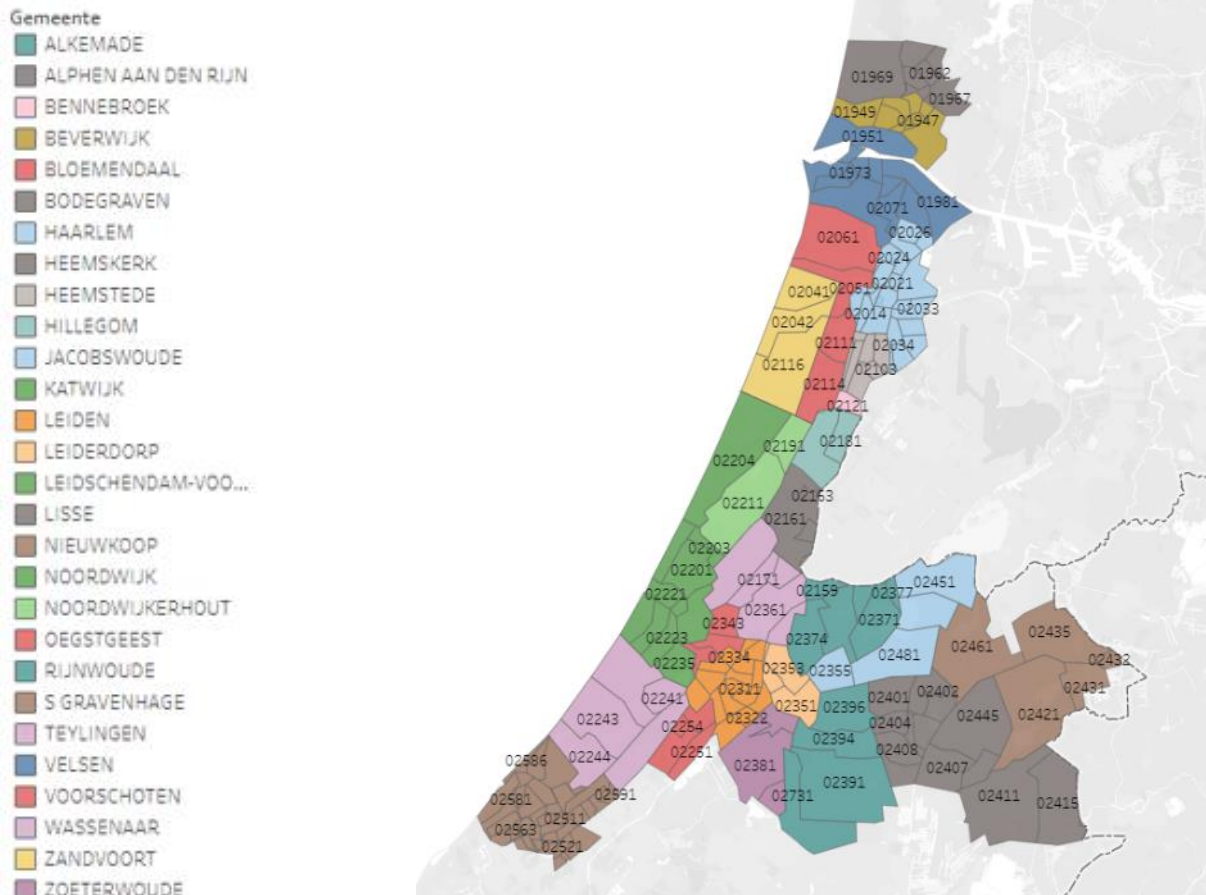 Gemeente
ALKEMADE
ALPHEN AAN DEN RIJN
BENNEBROEK
BEVERWIJK
BLOEMENDAAL
BODEGRAVEN
HAARLEM
HEEMSKERK
HEEMSTEDE
HILLEGOM
JACOBSWOUDE
KATWIJK
LEIDEN
LEIDERDORP
LEIDSCHENDAM-VOO...
LISSE
NIEUWKOOP
NOORDWIJK
NOORDWIJKERHOUT
OEGSTGEEST
RIJNWOUDE
S GRAVENHAGE
TEYLINGEN
VELSEN
VOORSCHOTEN
WASSENAAR
ZANDVOORT
ZOETERWOUDE
01969
01962
01967
01949
01947
01951
01973
01981
02071
02026
02061
02024
02041
02051
02021
02014
02033
02042
02111
02034
02116
02103
02114
02121
02191
02181
02204
02163
02211
02161
02203
02201
02171
02159
02377
02451
02221
02361
02371
02343
02374
02435
02223
02461
02334
02481
02235
02353
02355
02432
02311
02431
02241
02351
02396
02401
02402
02243
02322
02404
02445
02421
02254
02394
02251
02408
02244
02586
02381
02407
02391
02581
02591
02731
02411
02415
02511
02563
02521